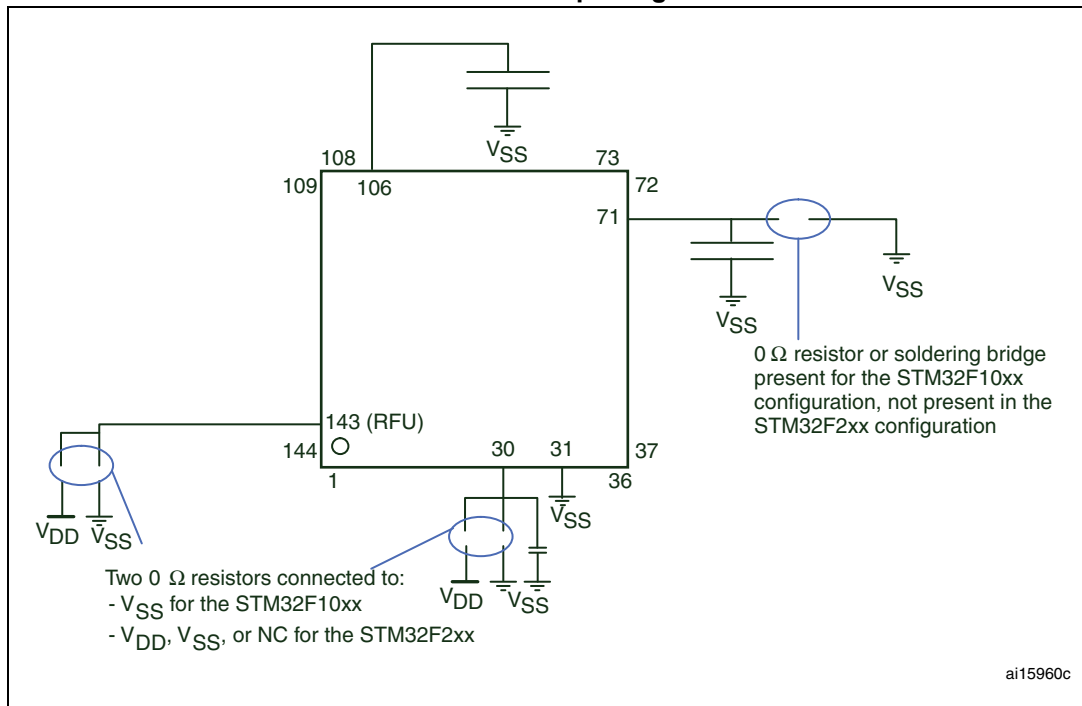 VSS
108
73
109
106
72
71
VSS
VSS
0 Ω resistor or soldering bridge
present for the STM32F10xx
configuration, not present in the
STM32F2xx configuration
143 (RFU)
144
30
31
37
1
36
VSS
VDD
VSS
VDD
VSS
Two 0 Ω resistors connected to:
- VSS for the STM32F10xx
- VDD, VSS, or NC for the STM32F2xx
ai15960c